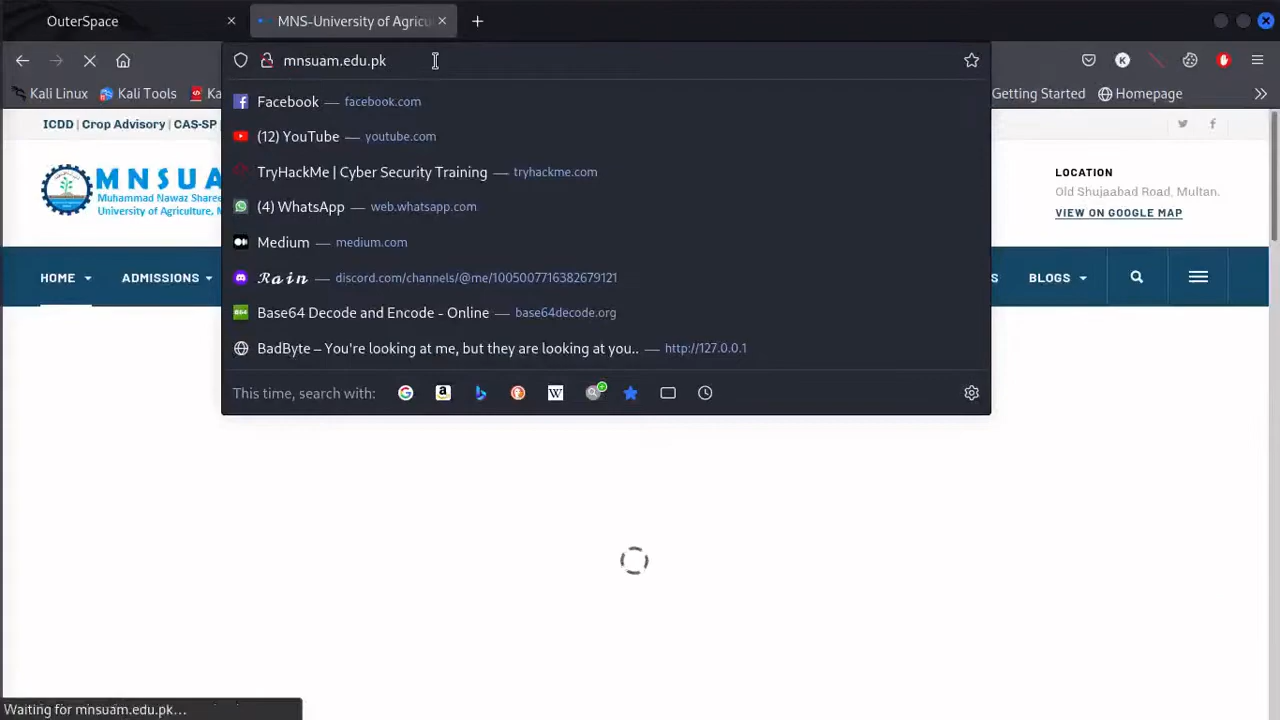 OuterSpace
MNS-University of Agricu
mnsuam.edu.pk
Kali Linux
Kali Tools
Ka
Getting Started
Homepage
Facebook — facebook.com
(12) YouTube — youtube.com
TryHackMe | Cyber Security Training — tryhackme.com
(4) WhatsApp — web.whatsapp.com
Medium — medium.com
𝓡𝓪𝓲𝓷 — discord.com/channels/@me/1005007716382679121
Base64 Decode and Encode - Online — base64decode.org
BadByte – You're looking at me, but they are looking at you.. — http://127.0.0.1
This time, search with:
ICDD | Crop Advisory | CAS-SP |
MNSUA
Muhammad Nawaz Sharee
University of Agriculture, M
LOCATION
Old Shujaabad Road, Multan.
VIEW ON GOOGLE MAP
HOME
ADMISSIONS
S
BLOGS
Waiting for mnsuam.edu.pk…